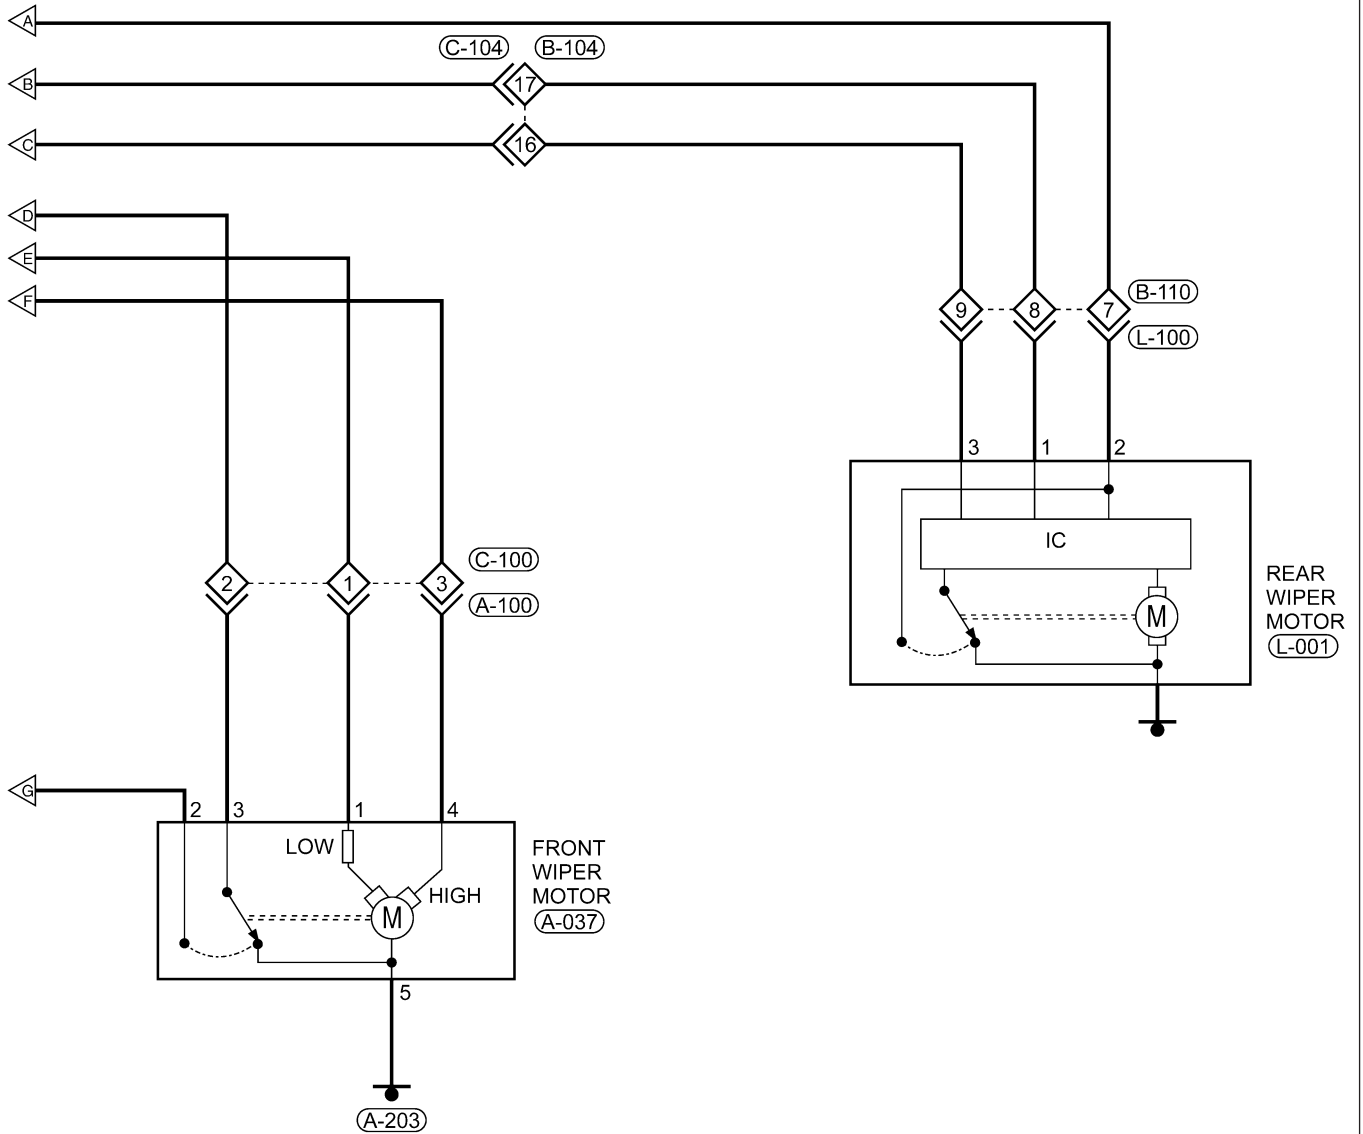 A
C-104 B-104
B 17
C 16
D
E
F
9 8 7 B-110
L-100
3 1 2
IC
M
REAR
WIPER
MOTOR
L-001
2 1 3 C-100
A-100
G
2 3 1 4
LOW
HIGH
M
FRONT
WIPER
MOTOR
A-037
5
A-203